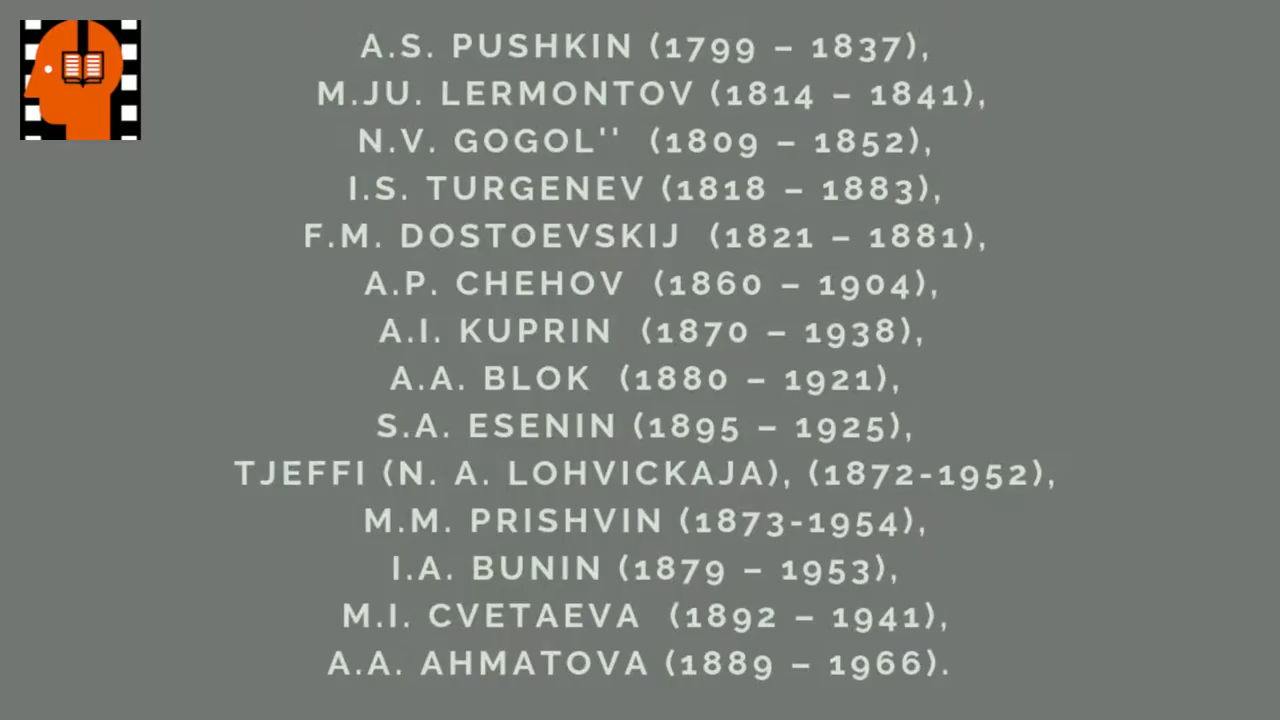 A.S. PUSHKIN (1799 – 1837),
M.JU. LERMONTOV (1814 – 1841),
N.V. GOGOL'' (1809 – 1852),
I.S. TURGENEV (1818 – 1883),
F.M. DOSTOEVSKIJ (1821 – 1881),
A.P. CHEHOV (1860 – 1904),
A.I. KUPRIN (1870 – 1938),
A.A. BLOK (1880 – 1921),
S.A. ESENIN (1895 – 1925),
TJEFFI (N. A. LOHVICKAJA), (1872-1952),
M.M. PRISHVIN (1873-1954),
I.A. BUNIN (1879 – 1953),
M.I. CVETAEVA (1892 – 1941),
A.A. AHMATOVA (1889 – 1966).